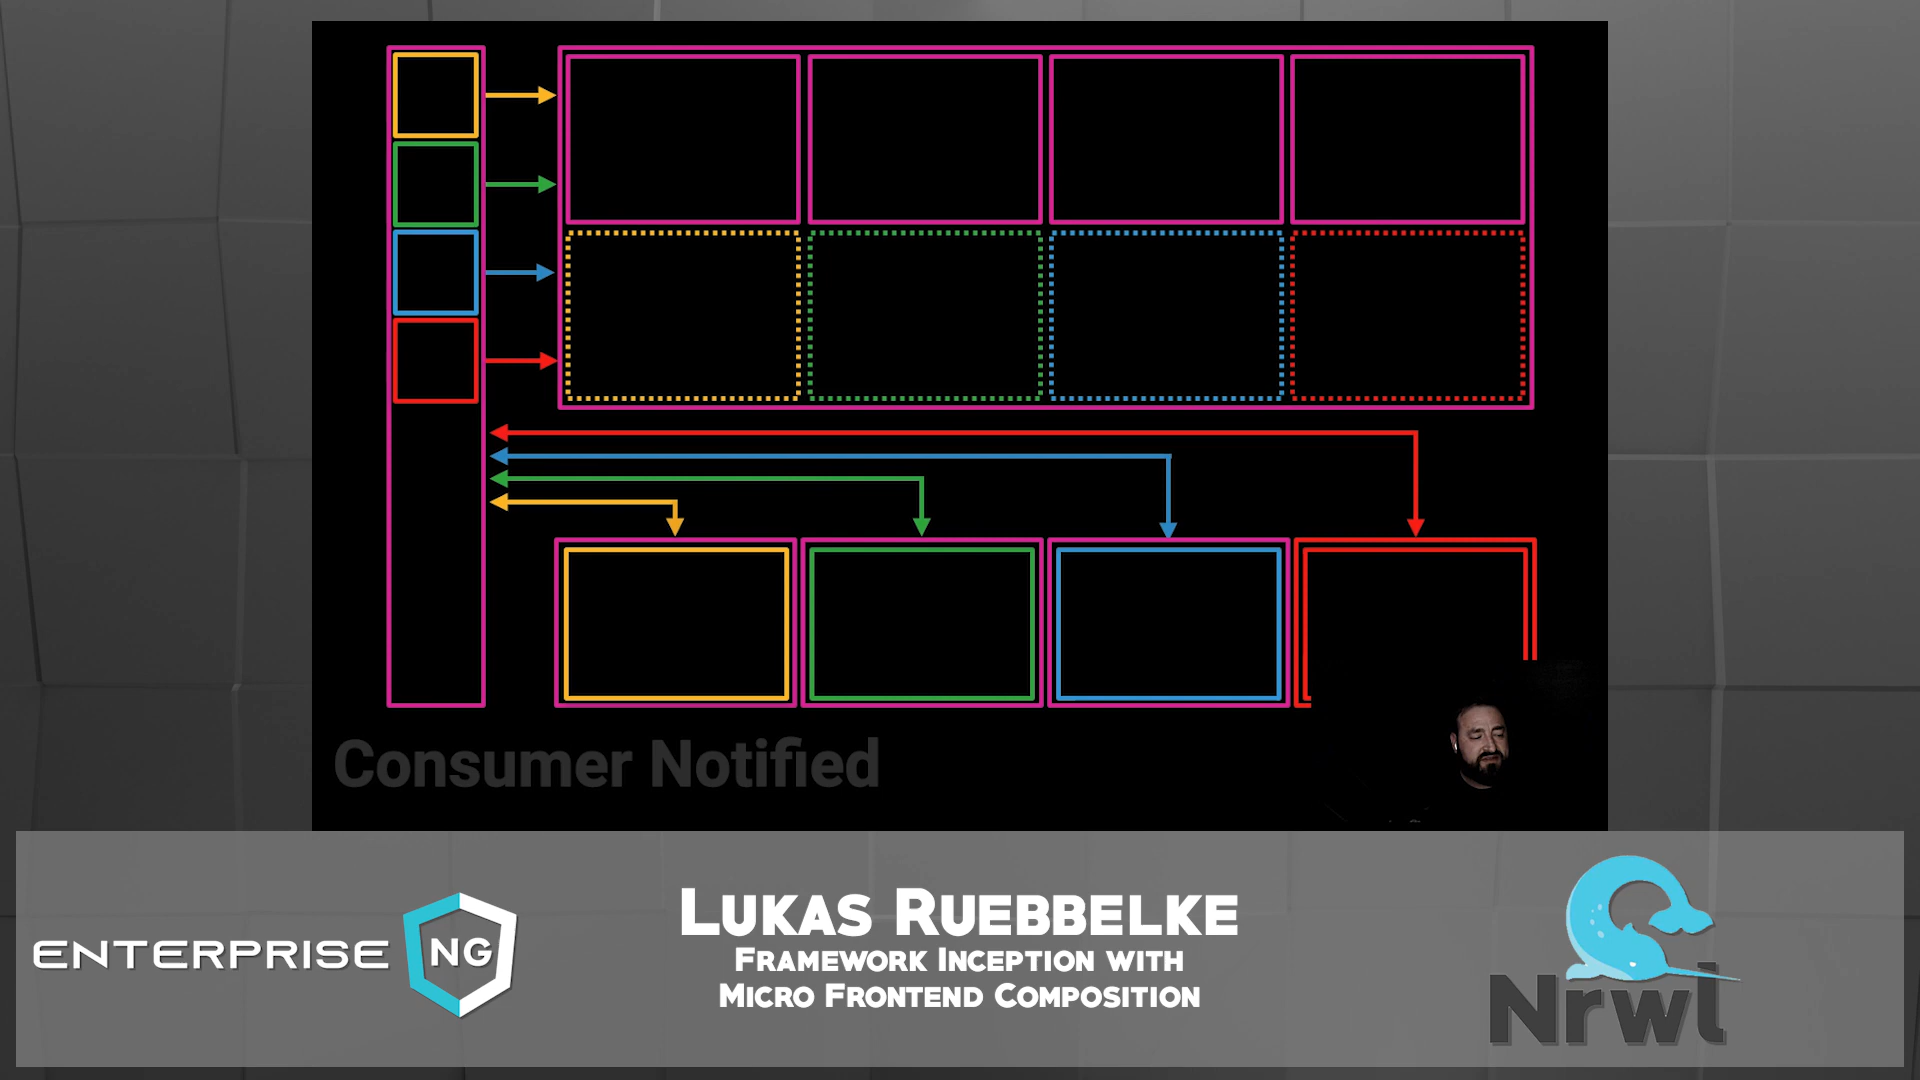 Consumer Notified
ENTERPRISE NG
LUKAS RUEBBELKE
FRAMEWORK INCEPTION WITH
MICRO FRONTEND COMPOSITION
Nrwl